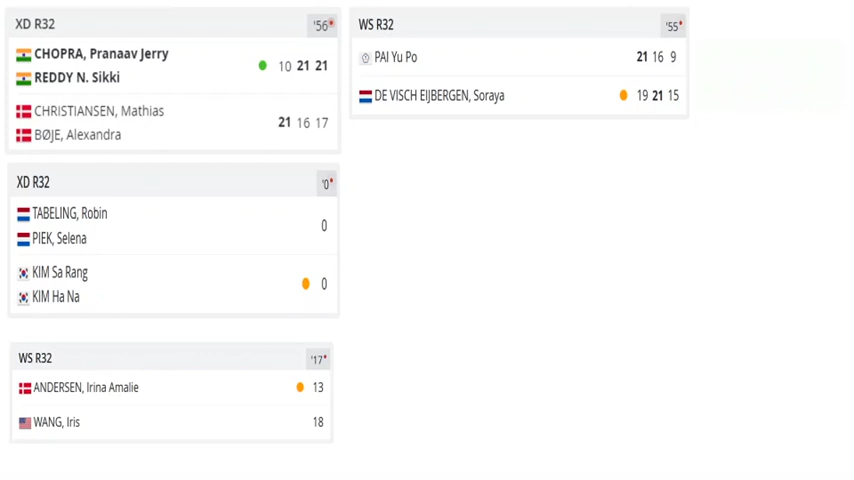 XD R32 '56
CHOPRA, Pranaav Jerry
REDDY N. Sikki
10 21 21
CHRISTIANSEN, Mathias
BØJE, Alexandra
21 16 17
WS R32 '55
PAI Yu Po 21 16 9
DE VISCH EIJBERGEN, Soraya 19 21 15
XD R32 '0
TABELING, Robin
PIEK, Selena
0
KIM Sa Rang
KIM Ha Na
0
WS R32 '17
ANDERSEN, Irina Amalie 13
WANG, Iris 18